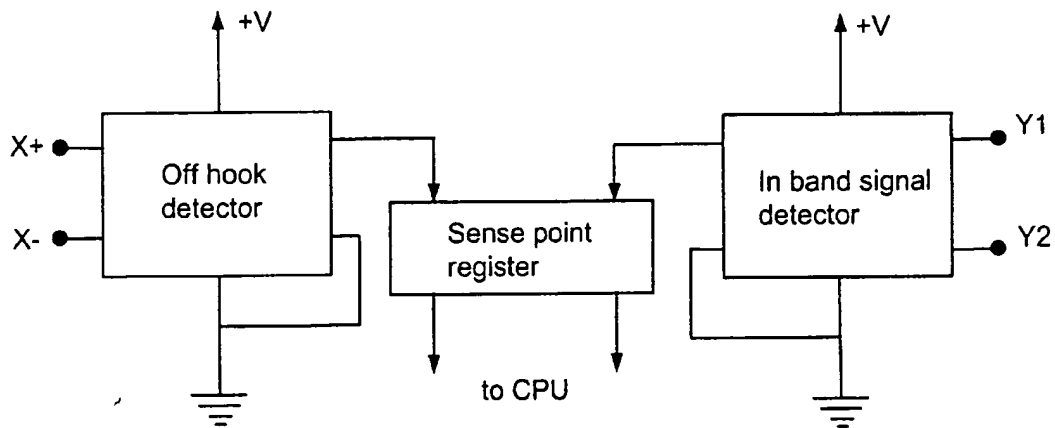 +V
+V
X+
X-
Off hook
detector
Sense point
register
In band signal
detector
Y1
Y2
to CPU